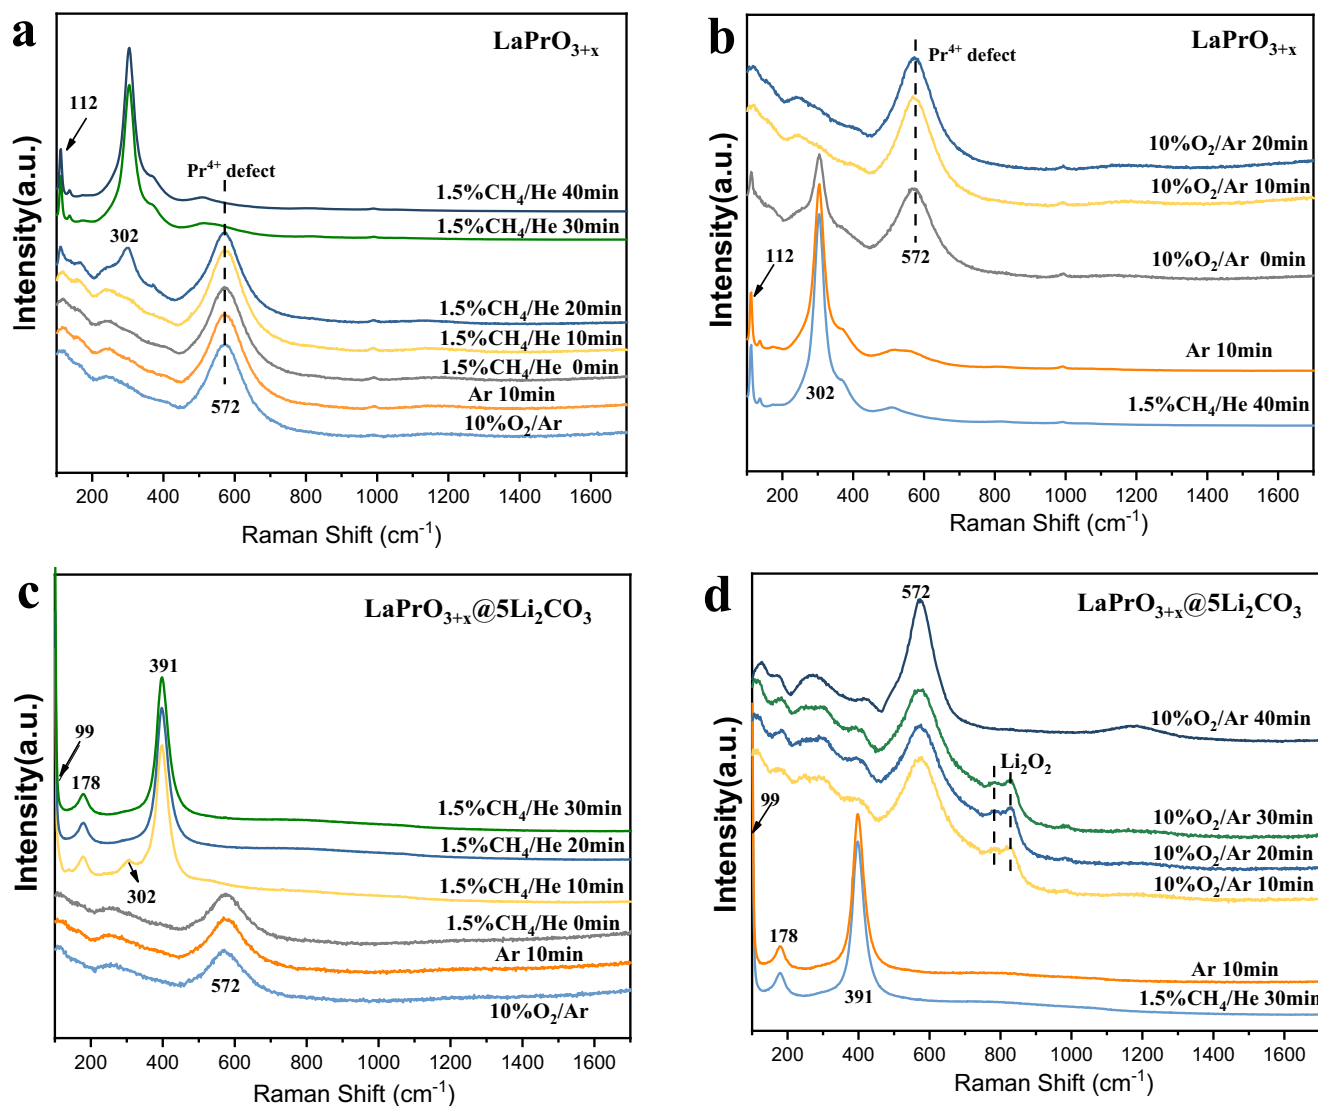 a
LaPrO₃₊ₓ
112
Pr⁴⁺ defect
1.5%CH₄/He 40min
1.5%CH₄/He 30min
302
1.5%CH₄/He 20min
1.5%CH₄/He 10min
1.5%CH₄/He 0min
Ar 10min
572
10%O₂/Ar
Intensity(a.u.)
200 400 600 800 1000 1200 1400 1600
Raman Shift (cm⁻¹)
b
LaPrO₃₊ₓ
Pr⁴⁺ defect
10%O₂/Ar 20min
10%O₂/Ar 10min
112
572
10%O₂/Ar 0min
Ar 10min
302
1.5%CH₄/He 40min
Intensity(a.u.)
200 400 600 800 1000 1200 1400 1600
Raman Shift (cm⁻¹)
c
LaPrO₃₊ₓ@5Li₂CO₃
391
99
178
1.5%CH₄/He 30min
1.5%CH₄/He 20min
1.5%CH₄/He 10min
302
1.5%CH₄/He 0min
Ar 10min
572
10%O₂/Ar
Intensity(a.u.)
200 400 600 800 1000 1200 1400 1600
Raman Shift (cm⁻¹)
d
572
LaPrO₃₊ₓ@5Li₂CO₃
10%O₂/Ar 40min
Li₂O₂
99
10%O₂/Ar 30min
10%O₂/Ar 20min
10%O₂/Ar 10min
178
Ar 10min
391
1.5%CH₄/He 30min
Intensity(a.u.)
200 400 600 800 1000 1200 1400 1600
Raman Shift (cm⁻¹)